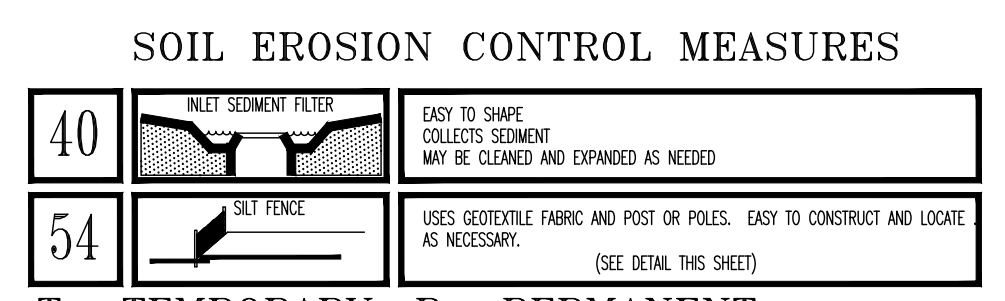 SOIL EROSION CONTROL MEASURES
40
INLET SEDIMENT FILTER
EASY TO SHAPE
COLLECTS SEDIMENT
MAY BE CLEANED AND EXPANDED AS NEEDED
54
SILT FENCE
USES GEOTEXTILE FABRIC AND POST OR POLES. EASY TO CONSTRUCT AND LOCATE
AS NECESSARY.
(SEE DETAIL THIS SHEET)